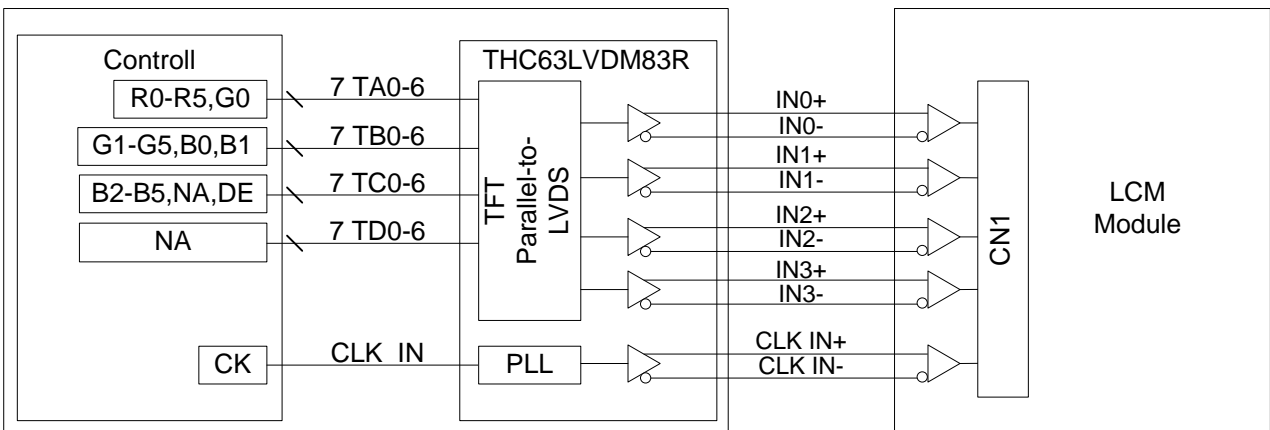 Controll
THC63LVDM83R
R0-R5,G0
7 TA0-6
IN0+
IN0-
G1-G5,B0,B1
7 TB0-6
IN1+
IN1-
B2-B5,NA,DE
7 TC0-6
TFT
Parallel-to-
LVDS
IN2+
IN2-
CN1
LCM
Module
NA
7 TD0-6
IN3+
IN3-
CK
CLK IN
PLL
CLK IN+
CLK IN-